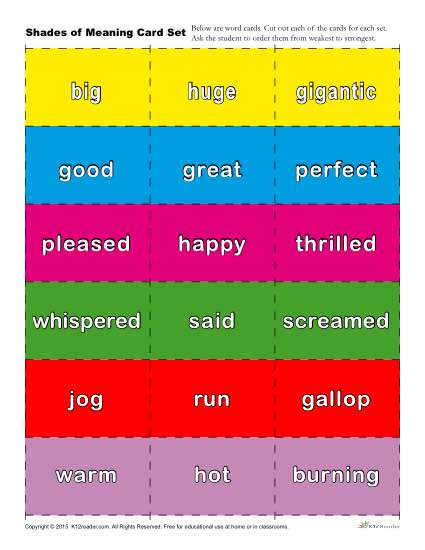 Shades of Meaning Card Set
Below are word cards. Cut out each of the cards for each set.
Ask the student to order them from weakest to strongest.
big huge gigantic
good great perfect
pleased happy thrilled
whispered said screamed
jog run gallop
warm hot burning
Copyright © 2015 K12reader.com. All Rights Reserved. Free for educational use at home or in classrooms.
K12Reader